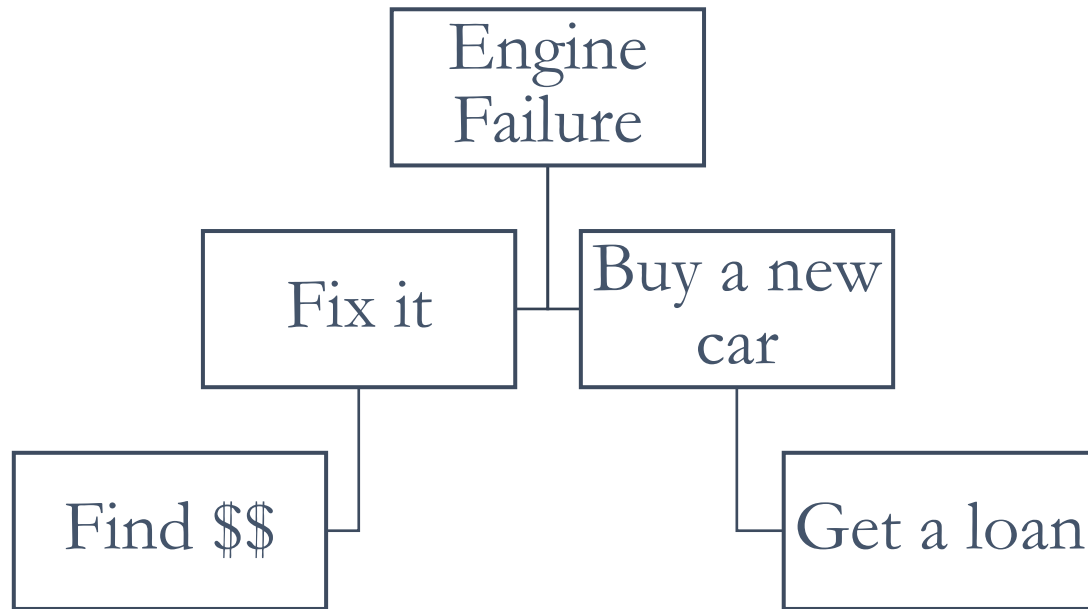 Engine
Failure
Fix it
Buy a new
car
Find $$
Get a loan